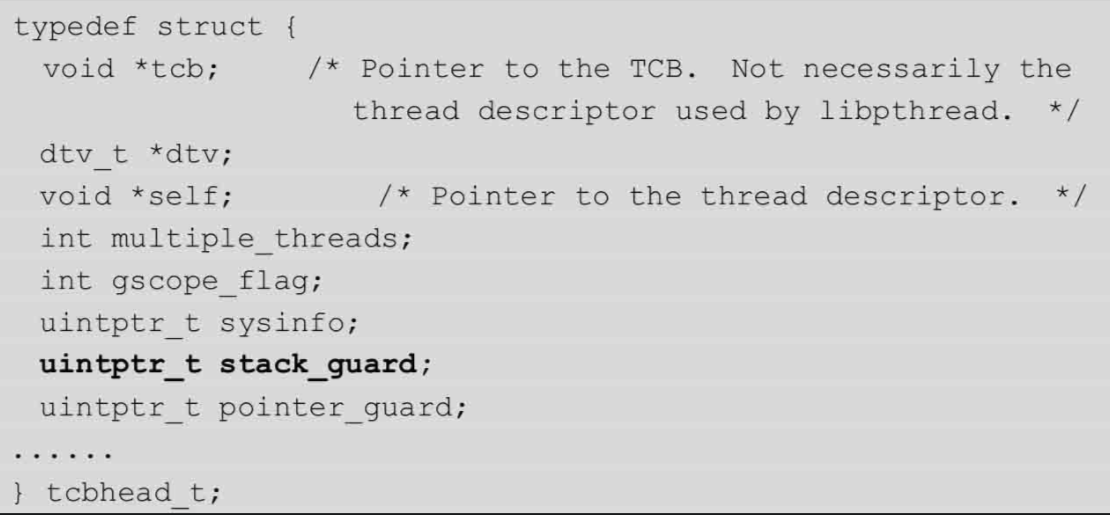 typedef struct {
void *tcb; /* Pointer to the TCB. Not necessarily the
thread descriptor used by libpthread. */
dtv_t *dtv;
void *self; /* Pointer to the thread descriptor. */
int multiple_threads;
int gscope_flag;
uintptr_t sysinfo;
uintptr_t stack_guard;
uintptr_t pointer_guard;
......
} tcbhead_t;